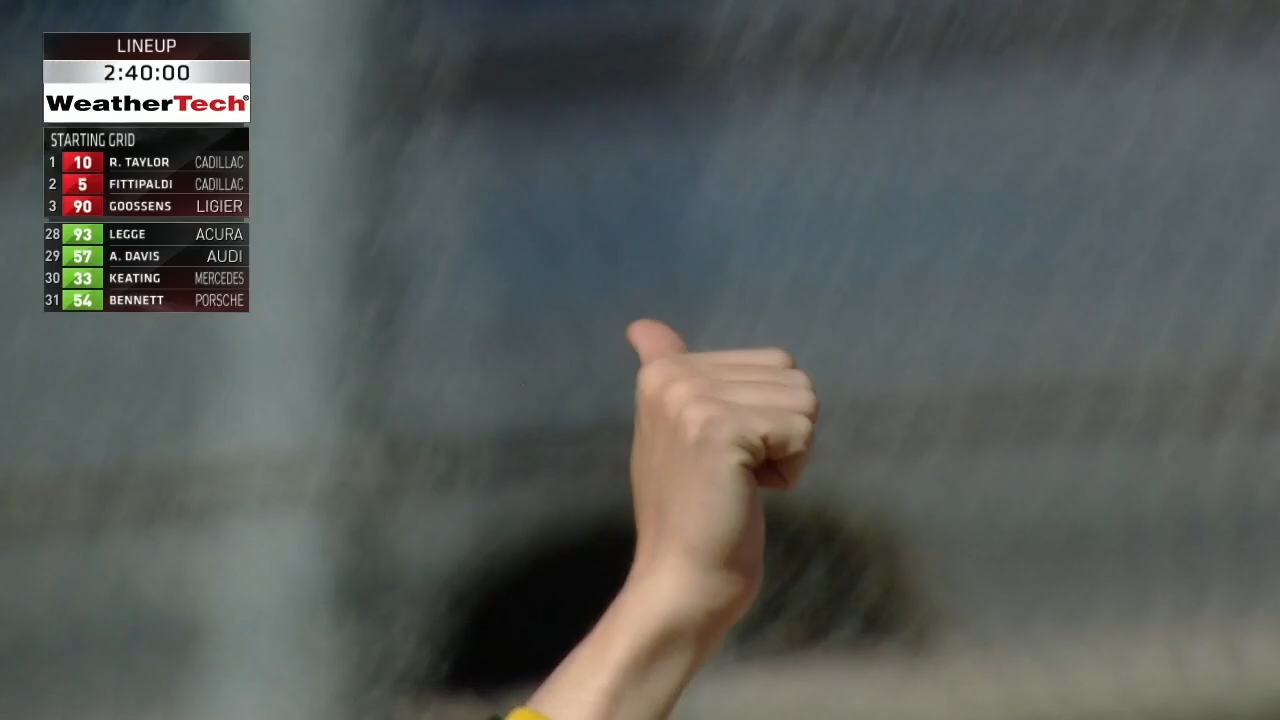 LINEUP
2:40:00
WeatherTech®
STARTING GRID
1 10 R. TAYLOR CADILLAC
2 5 FITTIPALDI CADILLAC
3 90 GOOSSENS LIGIER
28 93 LEGGE ACURA
29 57 A. DAVIS AUDI
30 33 KEATING MERCEDES
31 54 BENNETT PORSCHE